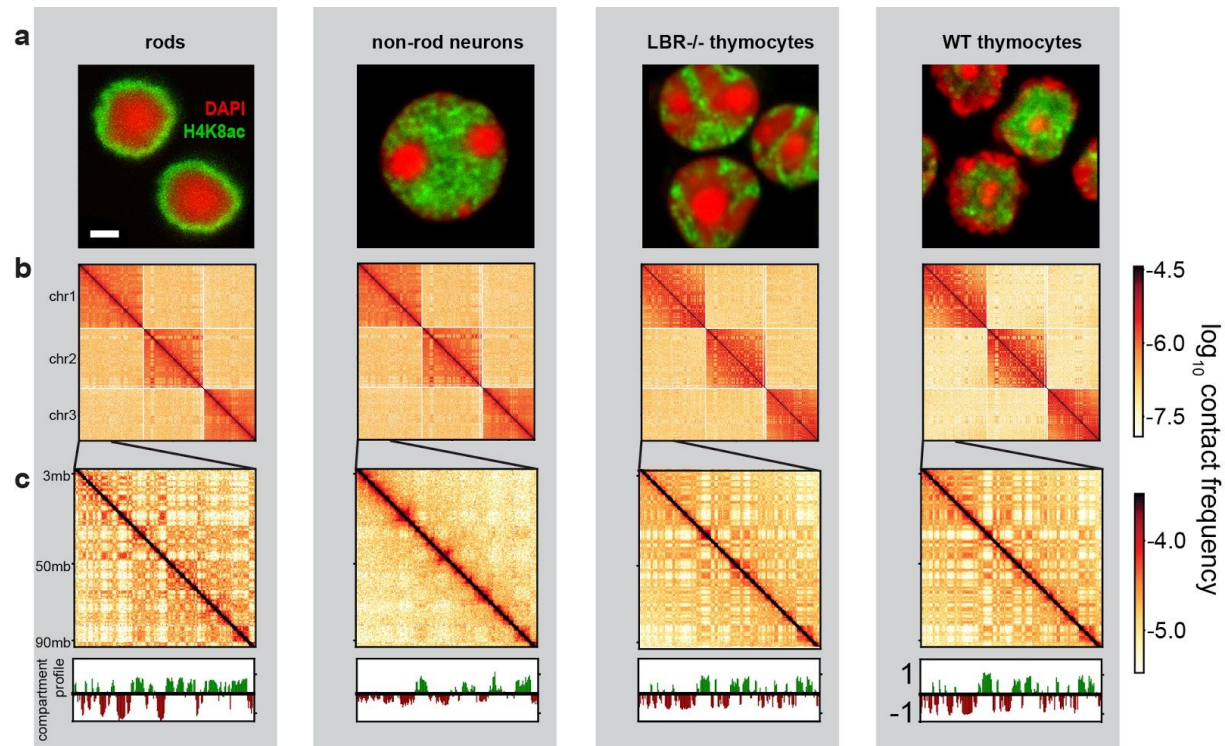 a
rods
non-rod neurons
LBR-/- thymocytes
WT thymocytes
DAPI
H4K8ac
b
chr1
chr2
chr3
-4.5
-6.0
-7.5
log10 contact frequency
c
3mb
50mb
90mb
-4.0
-5.0
compartment
profile
1
-1